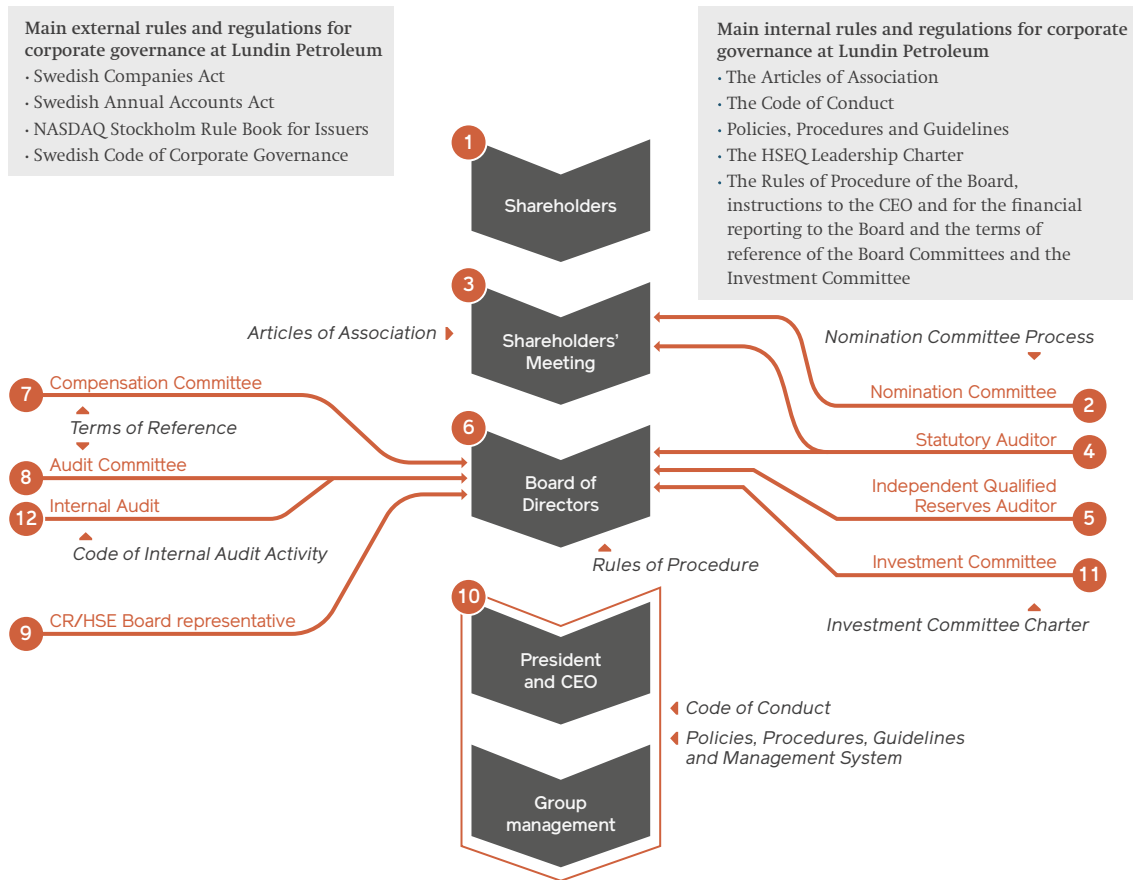 Main external rules and regulations for
corporate governance at Lundin Petroleum
· Swedish Companies Act
· Swedish Annual Accounts Act
· NASDAQ Stockholm Rule Book for Issuers
· Swedish Code of Corporate Governance
Main internal rules and regulations for corporate
governance at Lundin Petroleum
· The Articles of Association
· The Code of Conduct
· Policies, Procedures and Guidelines
· The HSEQ Leadership Charter
· The Rules of Procedure of the Board,
instructions to the CEO and for the financial
reporting to the Board and the terms of
reference of the Board Committees and the
Investment Committee
1
Shareholders
3
Shareholders'
Meeting
Articles of Association
Nomination Committee Process
Nomination Committee
2
Statutory Auditor
4
Independent Qualified
Reserves Auditor
5
Investment Committee
11
Investment Committee Charter
7
Compensation Committee
Terms of Reference
8
Audit Committee
12
Internal Audit
Code of Internal Audit Activity
9
CR/HSE Board representative
6
Board of
Directors
Rules of Procedure
10
President
and CEO
Code of Conduct
Policies, Procedures, Guidelines
and Management System
Group
management